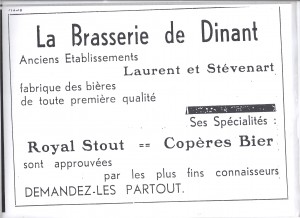 La Brasserie de Dinant
Anciens Etablissements
Laurent et Stévenart
fabrique des bières
de toute première qualité
Ses Spécialités :
Royal Stout == Copères Bier
sont approuvées
par les plus fins connaisseurs
DEMANDEZ-LES PARTOUT.